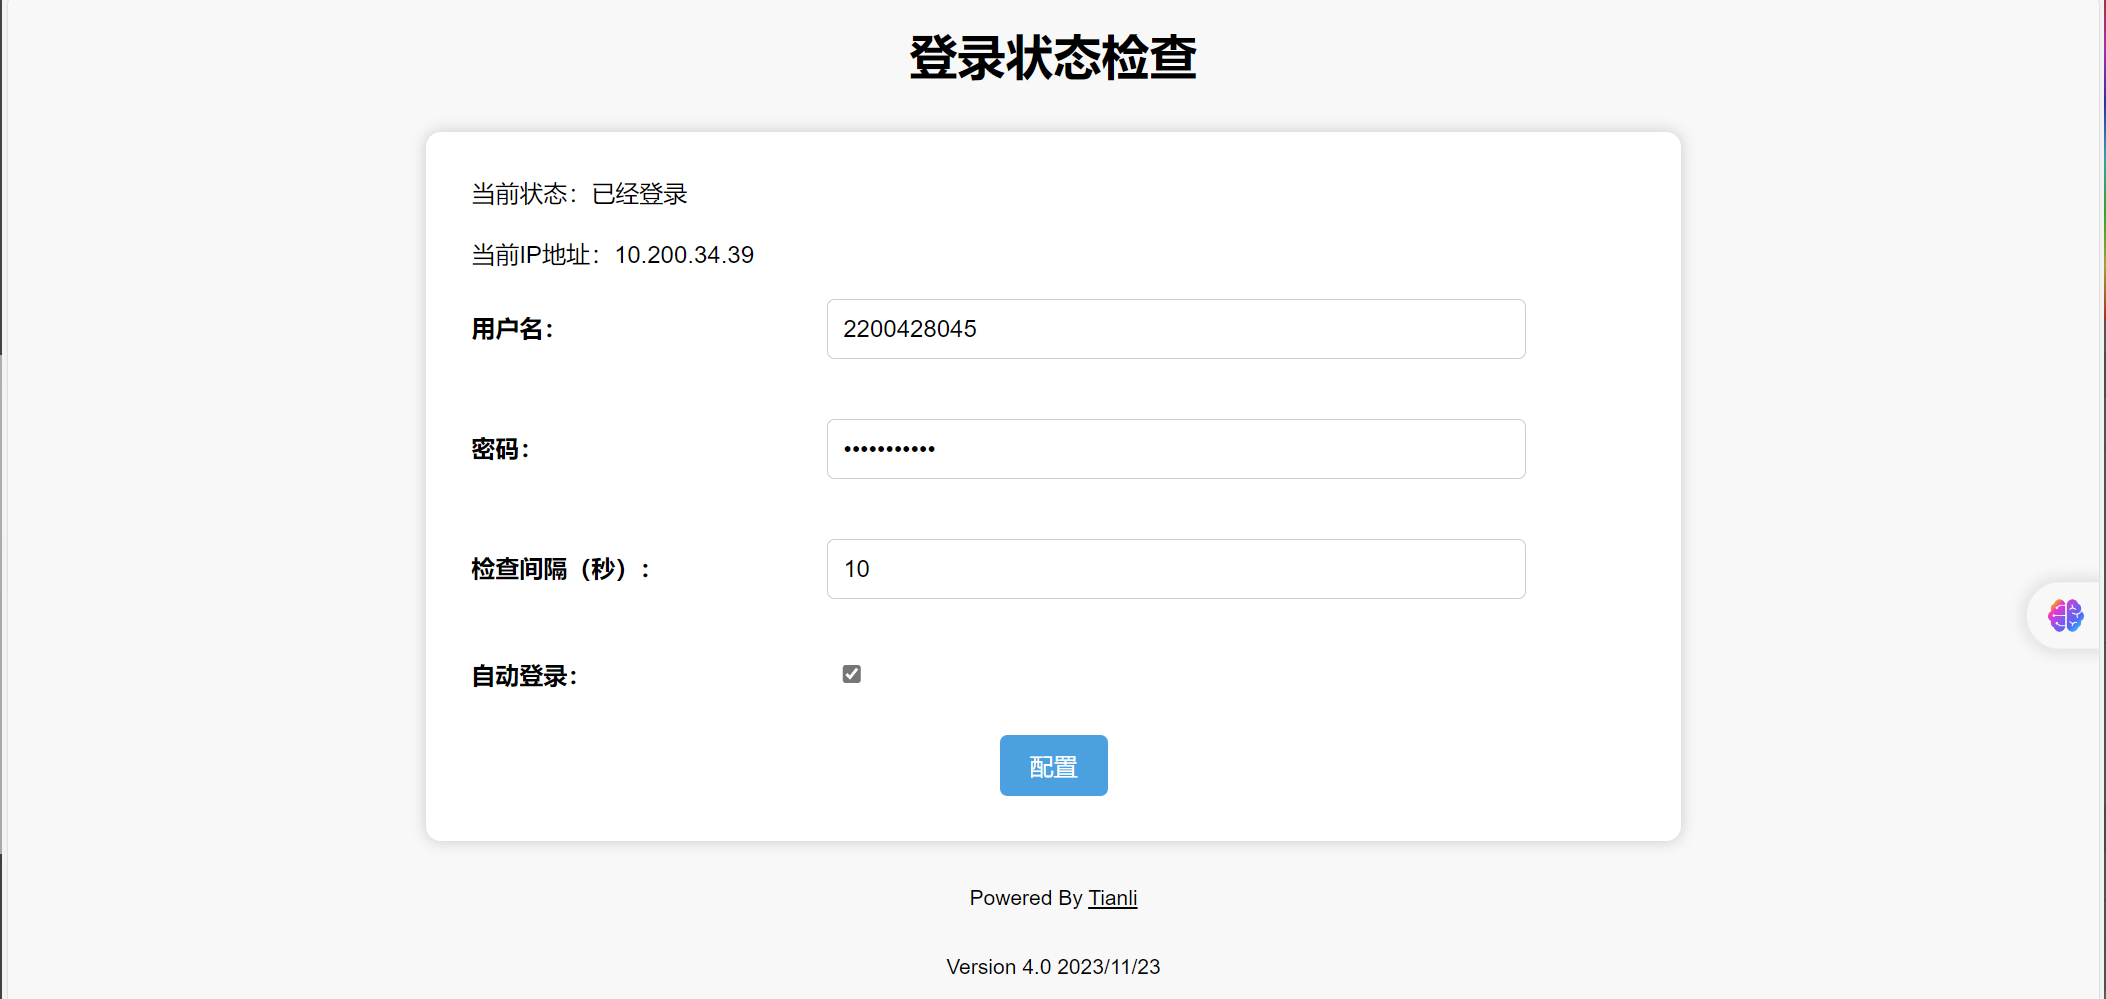 登录状态检查
当前状态：已经登录
当前IP地址：10.200.34.39
用户名：
2200428045
密码：
•••••••••••
检查间隔（秒）：
10
自动登录：
配置
Powered By Tianli
Version 4.0 2023/11/23